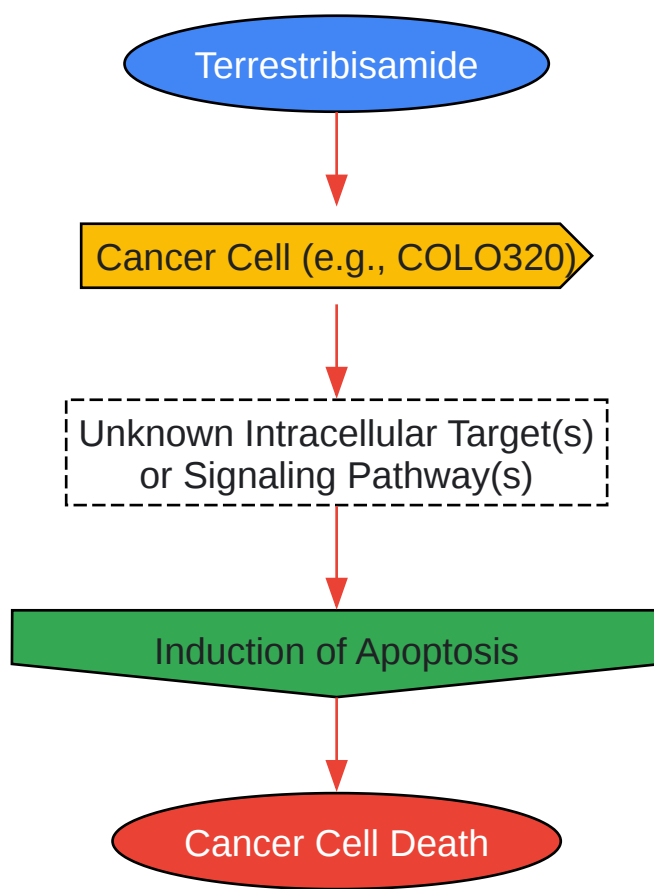 Terrestribisamide
Cancer Cell (e.g., COLO320)
Unknown Intracellular Target(s)
or Signaling Pathway(s)
Induction of Apoptosis
Cancer Cell Death